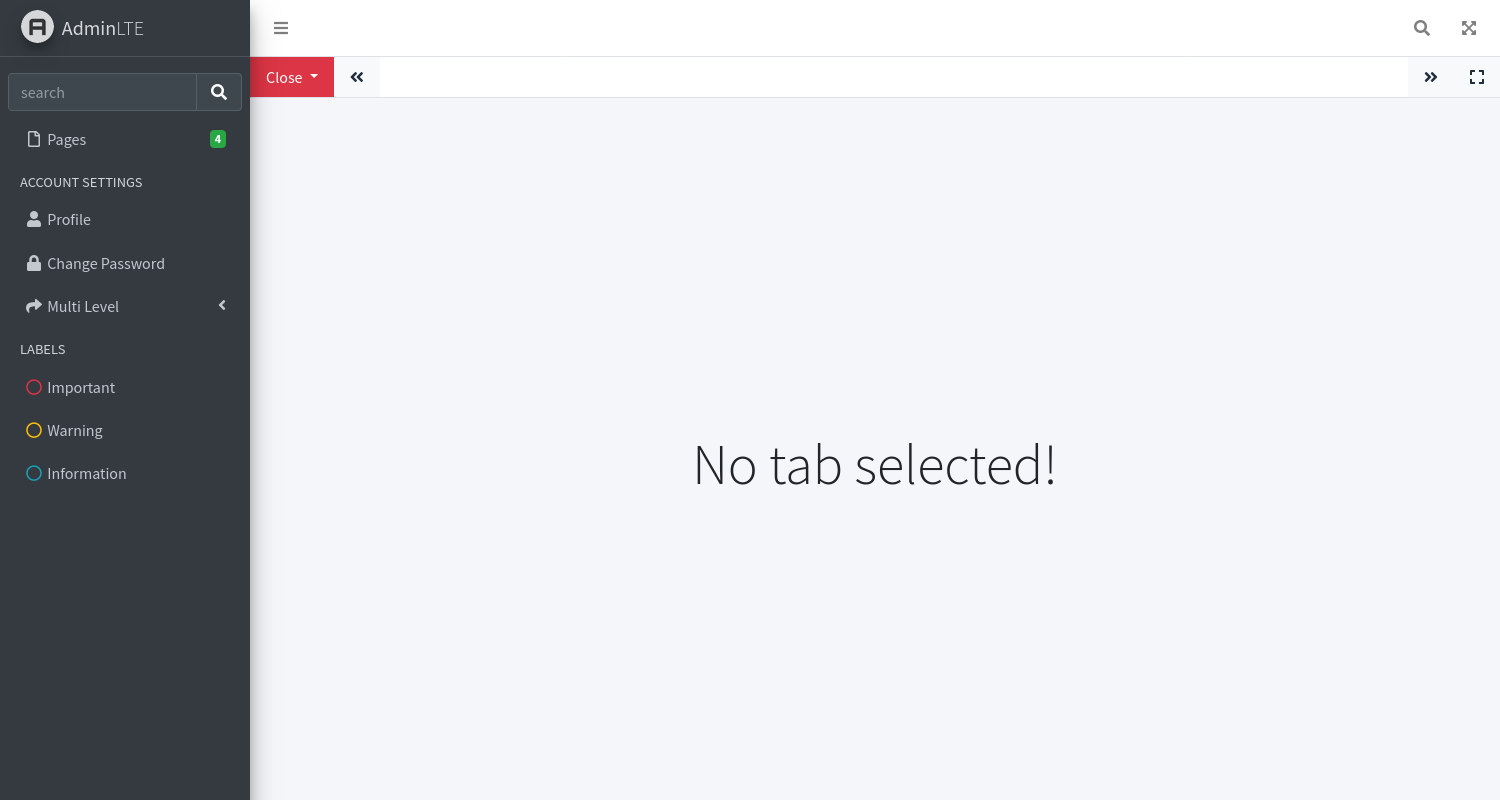 AdminLTE
search
Pages 4
ACCOUNT SETTINGS
Profile
Change Password
Multi Level
LABELS
Important
Warning
Information
Close
No tab selected!